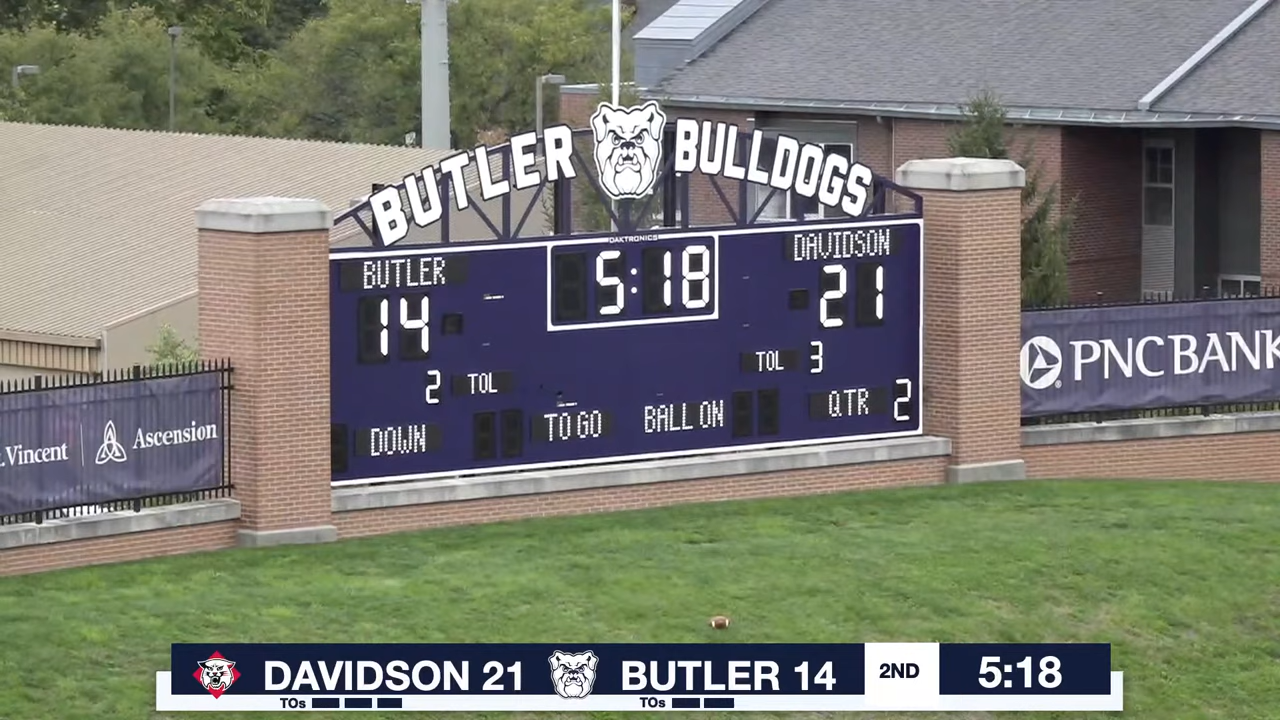 BUTLER BULLDOGS
DAKTRONICS
BUTLER 5:18 DAVIDSON
14 21
2 TOL TOL 3
DOWN TO GO BALL ON QTR 2
Vincent Ascension
PNC BANK
DAVIDSON 21 BUTLER 14 2ND 5:18
TOs TOs